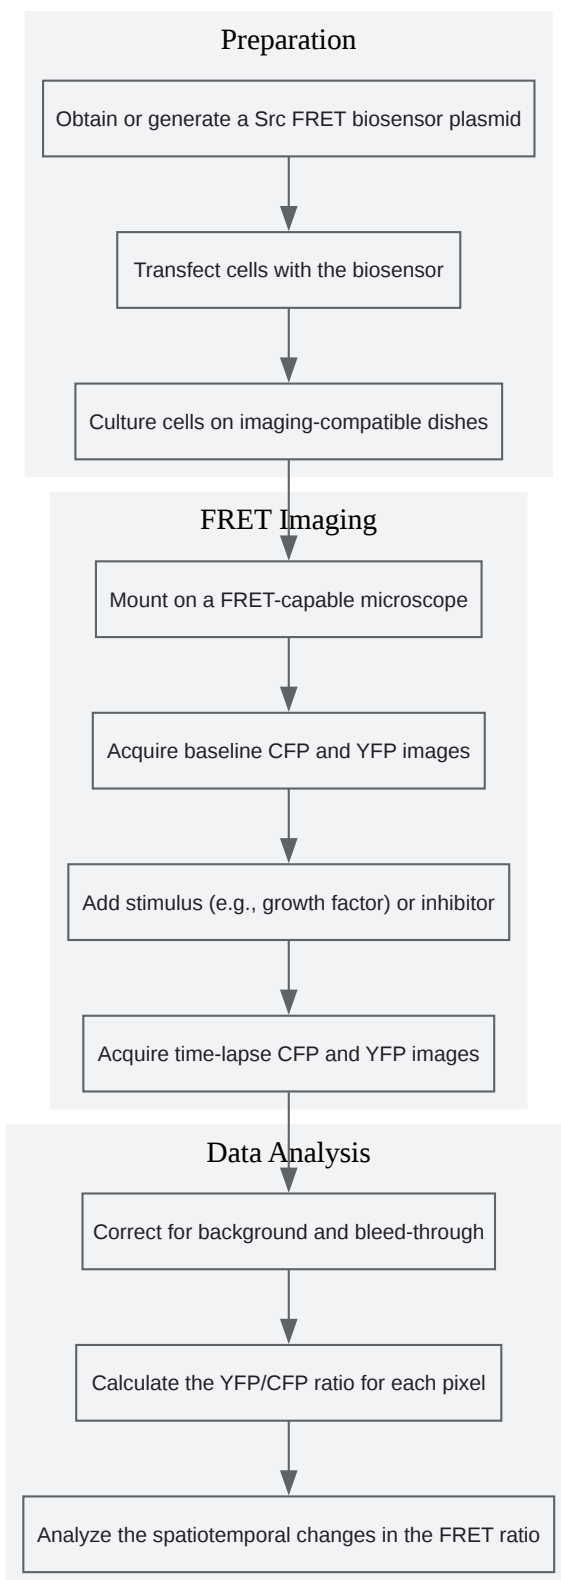 Preparation
Obtain or generate a Src FRET biosensor plasmid
Transfect cells with the biosensor
Culture cells on imaging-compatible dishes
FRET Imaging
Mount on a FRET-capable microscope
Acquire baseline CFP and YFP images
Add stimulus (e.g., growth factor) or inhibitor
Acquire time-lapse CFP and YFP images
Data Analysis
Correct for background and bleed-through
Calculate the YFP/CFP ratio for each pixel
Analyze the spatiotemporal changes in the FRET ratio